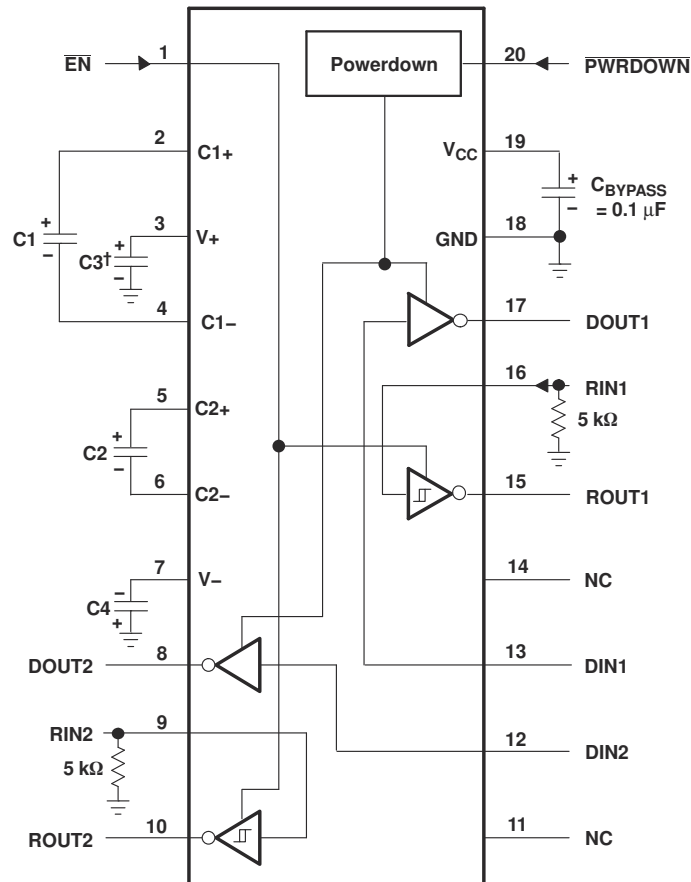 EN
1
Powerdown
20
PWRDOWN
2
C1+
VCC
19
+
CBYPASS
= 0.1 μF
−
C1
+
−
3
V+
+
C3†
−
GND
18
4
C1−
17
DOUT1
16
RIN1
5 kΩ
5
C2+
C2
+
−
6
C2−
15
ROUT1
7
V−
−
C4
+
14
NC
DOUT2
8
13
DIN1
RIN2
9
5 kΩ
12
DIN2
ROUT2
10
11
NC